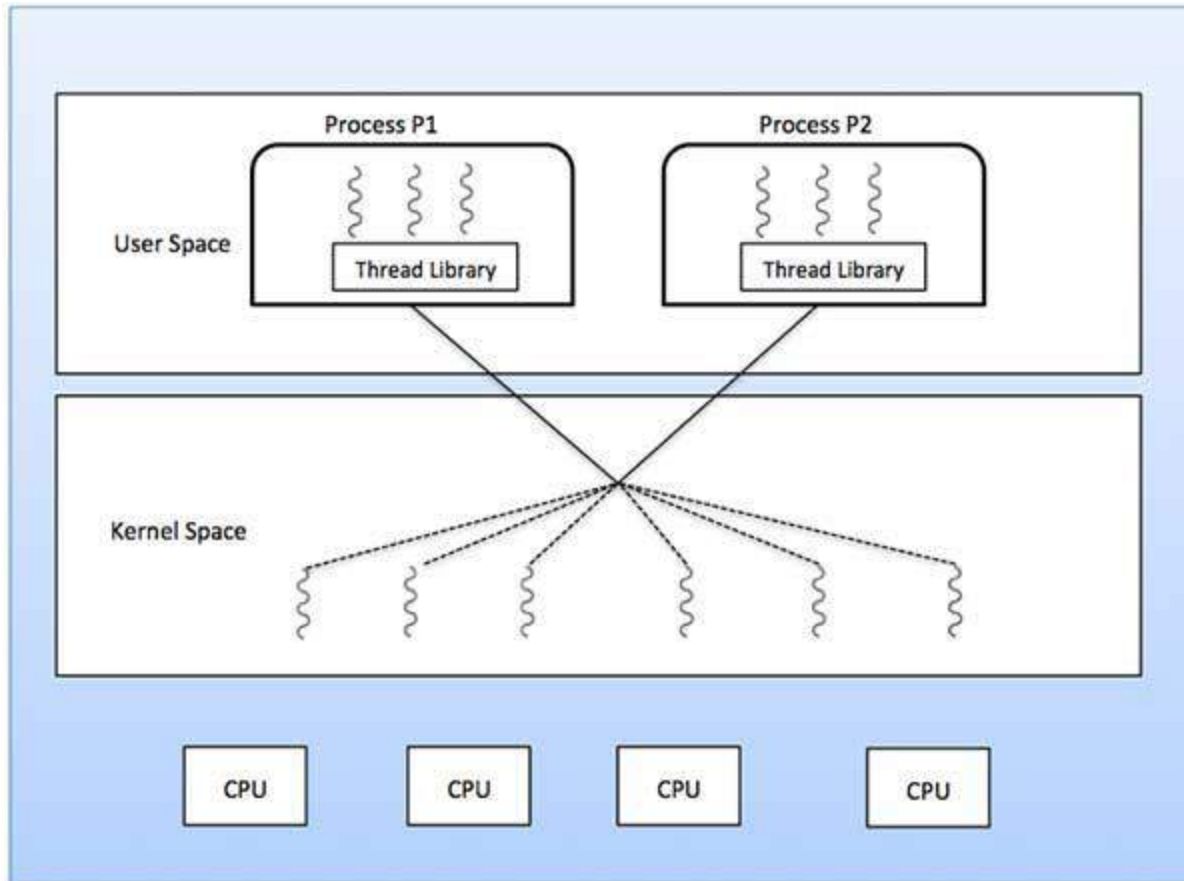 Process P1
Process P2
User Space
Thread Library
Thread Library
Kernel Space
CPU
CPU
CPU
CPU